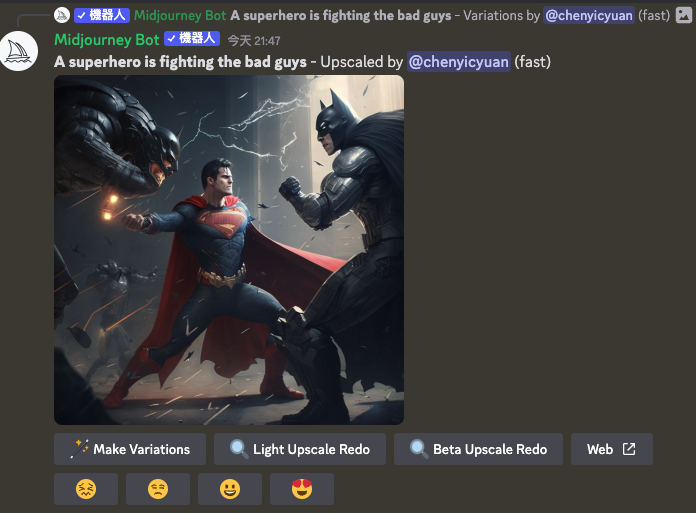 機器人 Midjourney Bot A superhero is fighting the bad guys - Variations by @chenyicyuan (fast)
Midjourney Bot 機器人 今天 21:47
A superhero is fighting the bad guys - Upscaled by @chenyicyuan (fast)
Make Variations Light Upscale Redo Beta Upscale Redo Web